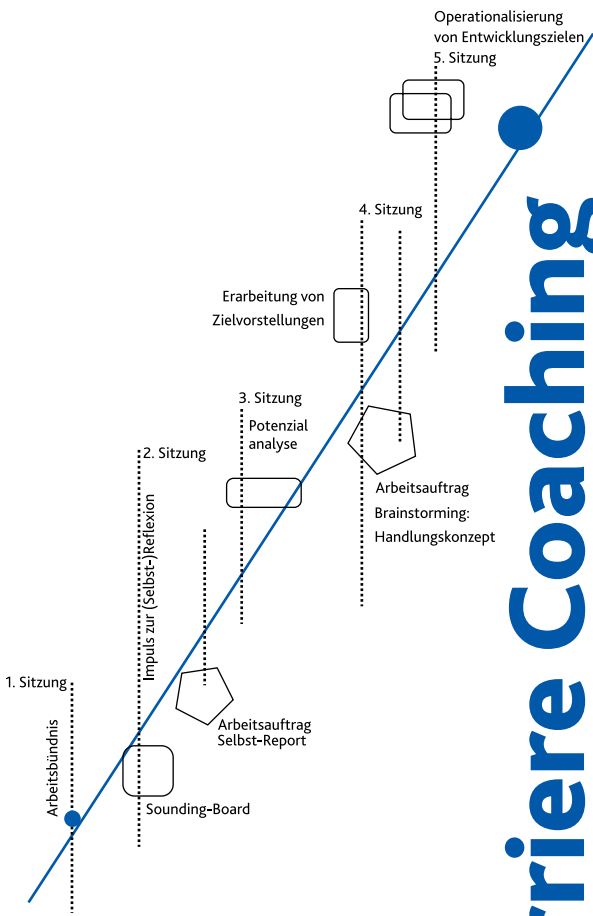 Operationalisierung
von Entwicklungszielen
5. Sitzung
4. Sitzung
Erarbeitung von
Zielvorstellungen
3. Sitzung
Potenzial
analyse
2. Sitzung
Impuls zur (Selbst-)Reflexion
Arbeitsauftrag
Brainstorming:
Handlungskonzept
1. Sitzung
Arbeitsbündnis
Arbeitsauftrag
Selbst-Report
Sounding-Board
rriere Coaching